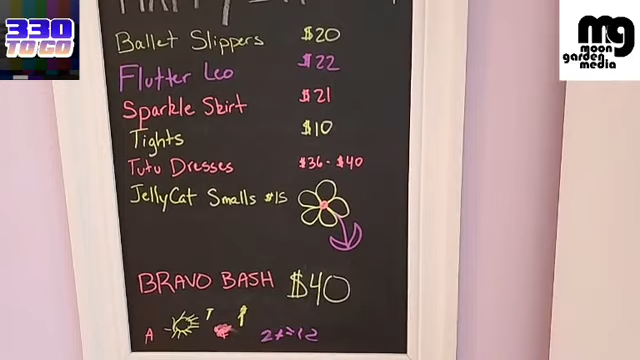 330
TO GO
mg
moon
garden
media
Ballet Slippers $20
Flutter Leo $22
Sparkle Skirt $21
Tights $10
Tutu Dresses $36 - $40
JellyCat Smalls $15
BRAVO BASH $40
A